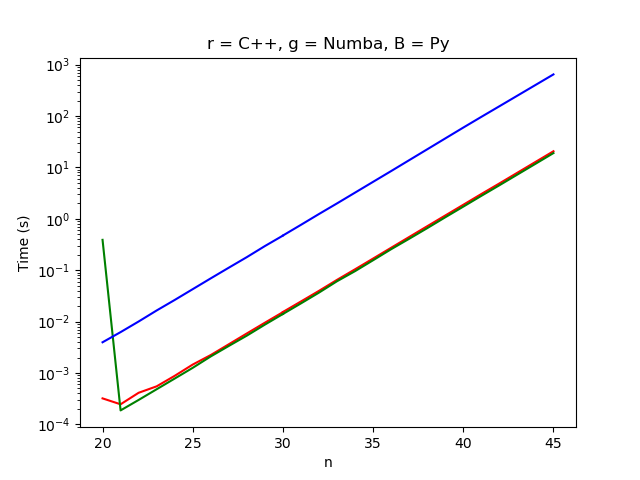 r = C++, g = Numba, B = Py
Time (s)
10³
10²
10¹
10⁰
10⁻¹
10⁻²
10⁻³
10⁻⁴
20 25 30 35 40 45
n